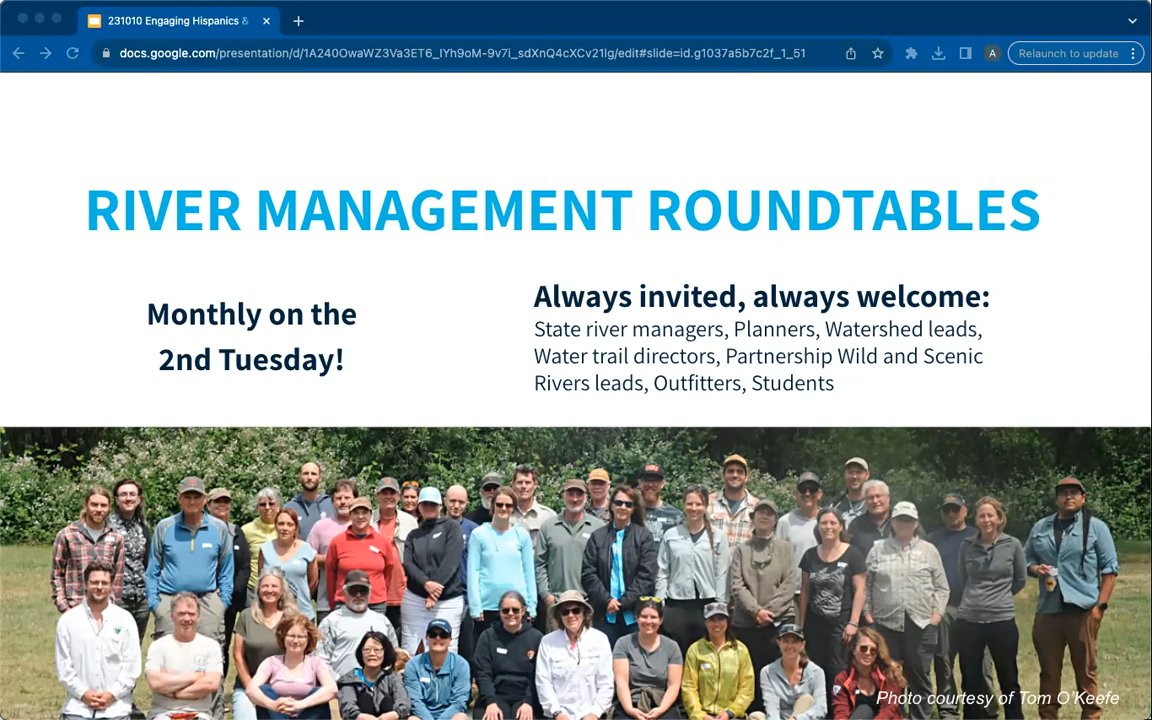 231010 Engaging Hispanics &
docs.google.com/presentation/d/1A240OwaWZ3Va3ET6_IYh9oM-9v7i_sdXnQ4cXCv21lg/edit#slide=id.g1037a5b7c2f_1_51
A
Relaunch to update
RIVER MANAGEMENT ROUNDTABLES
Monthly on the
2nd Tuesday!
Always invited, always welcome:
State river managers, Planners, Watershed leads,
Water trail directors, Partnership Wild and Scenic
Rivers leads, Outfitters, Students
Photo courtesy of Tom O'Keefe